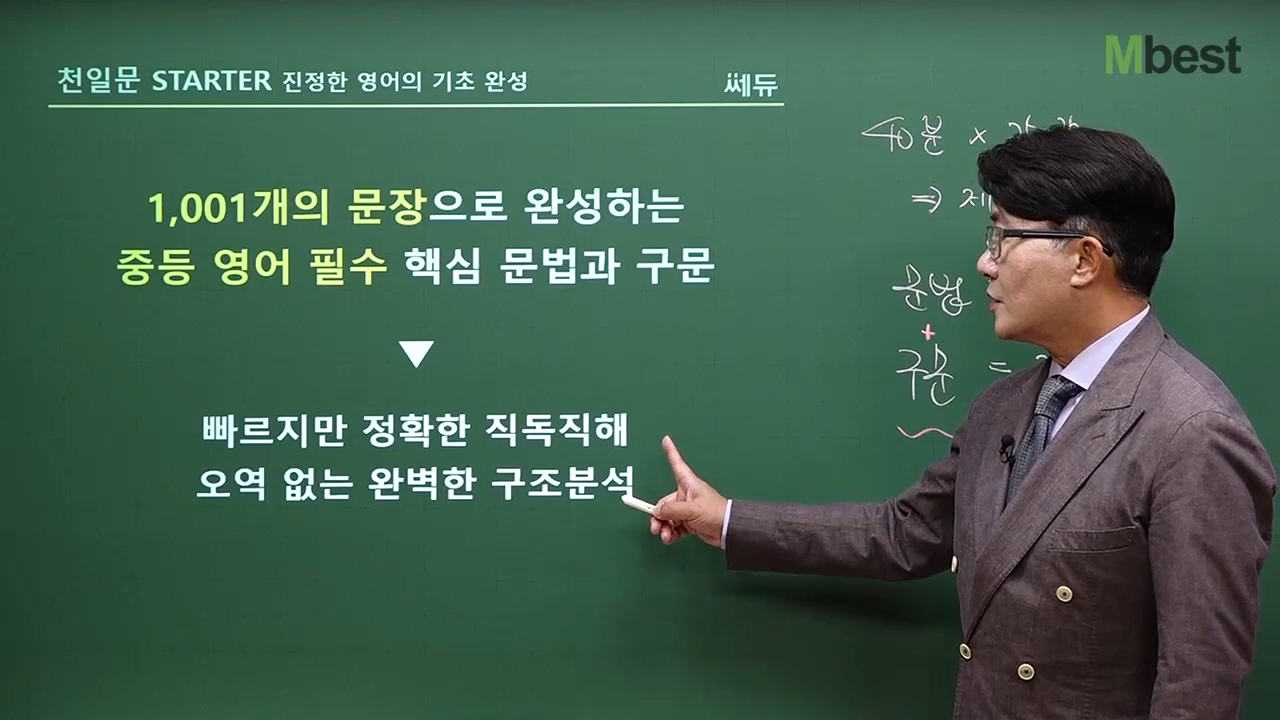 Mbest
천일문 STARTER 진정한 영어의 기초 완성
쎄듀
1,001개의 문장으로 완성하는
중등 영어 필수 핵심 문법과 구문
▼
빠르지만 정확한 직독직해
오역 없는 완벽한 구조분석
40분 ×
⇒
문법
+
구문 =